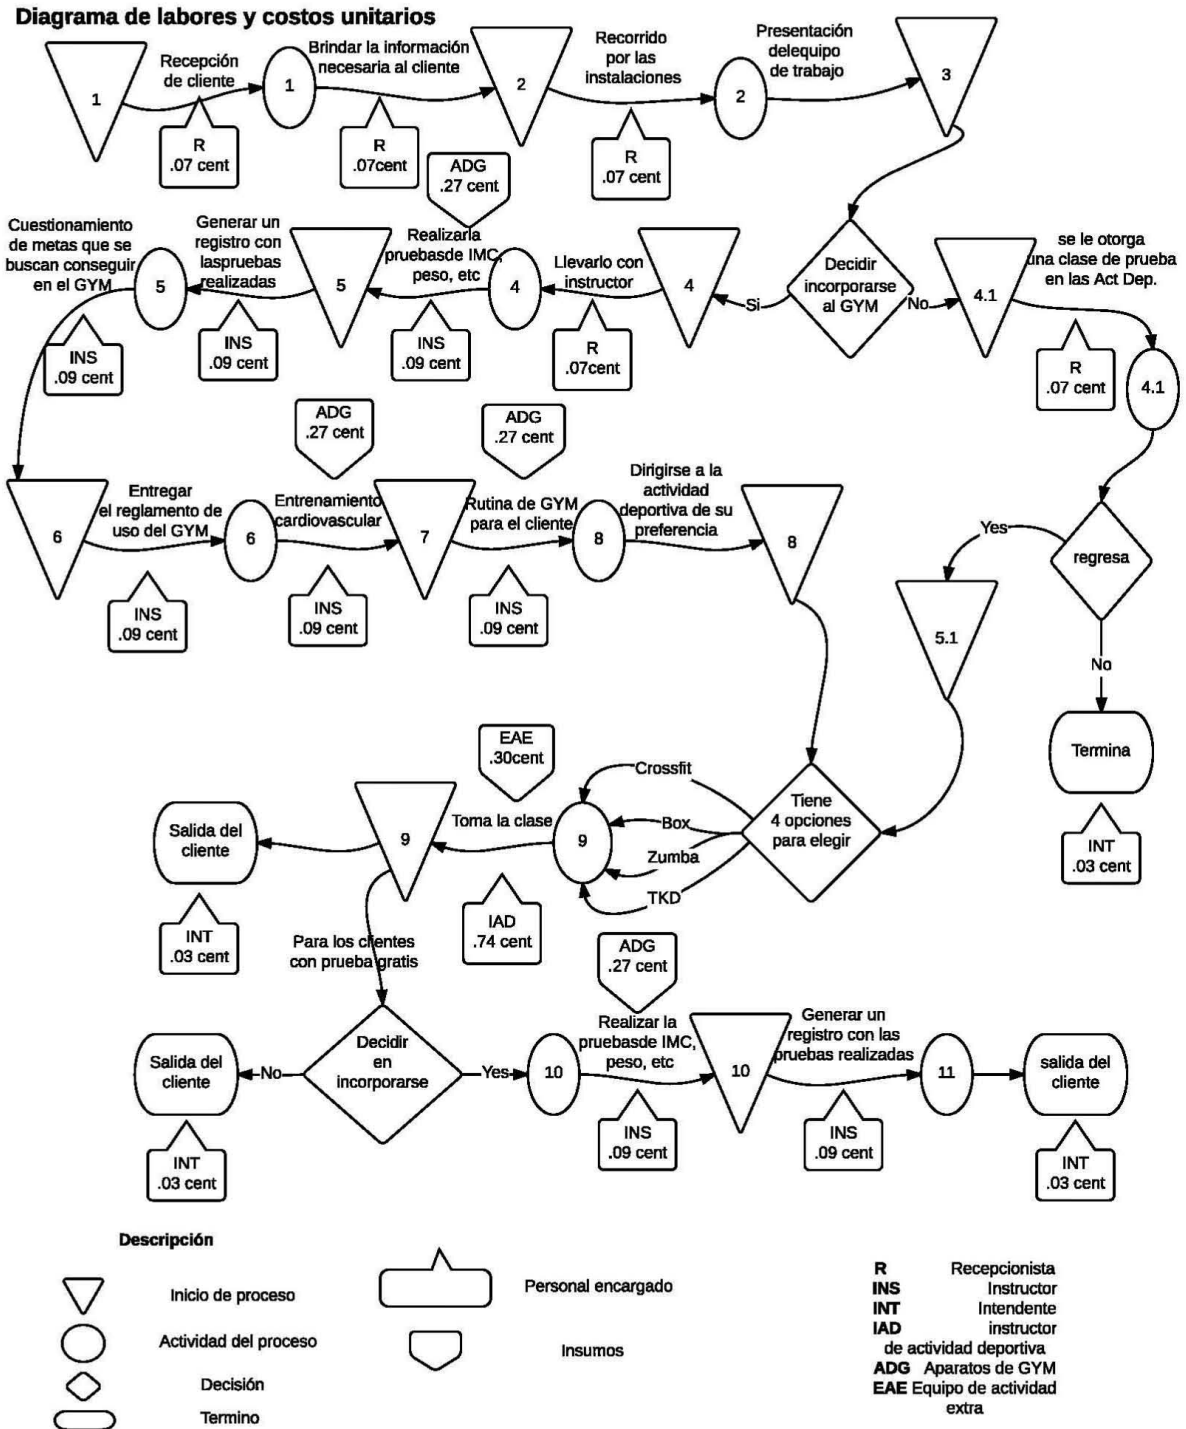 Diagrama de labores y costos unitarios
1
Recepción
de cliente
R
.07 cent
1
Brindar la información
necesaria al cliente
R
.07cent
2
Recorrido
por las
instalaciones
R
.07 cent
2
Presentación
delequipo
de trabajo
3
Decidir
incorporarse
al GYM
Si
No
4.1
se le otorga
una clase de prueba
en las Act Dep.
R
.07 cent
4.1
4
Llevarlo con
instructor
R
.07cent
4
ADG
.27 cent
Realizarla
pruebasde IMC,
peso, etc
INS
.09 cent
5
Generar un
registro con
laspruebas
realizadas
INS
.09 cent
5
Cuestionamiento
de metas que se
buscan conseguir
en el GYM
INS
.09 cent
6
Entregar
el reglamento de
uso del GYM
INS
.09 cent
6
ADG
.27 cent
Entrenamiento
cardiovascular
INS
.09 cent
7
ADG
.27 cent
Rutina de GYM
para el cliente
INS
.09 cent
8
Dirigirse a la
actividad
deportiva de su
preferencia
8
regresa
Yes
5.1
No
Termina
INT
.03 cent
Tiene
4 opciones
para elegir
Crossfit
Box
Zumba
TKD
9
EAE
.30cent
Toma la clase
IAD
.74 cent
9
Salida del
cliente
INT
.03 cent
Para los clientes
con prueba gratis
Decidir
en
incorporarse
No
Salida del
cliente
INT
.03 cent
Yes
10
ADG
.27 cent
Realizar la
pruebasde IMC,
peso, etc
INS
.09 cent
10
Generar un
registro con las
pruebas realizadas
INS
.09 cent
11
salida del
cliente
INT
.03 cent
Descripción
Inicio de proceso
Actividad del proceso
Decisión
Termino
Personal encargado
Insumos
R Recepcionista
INS Instructor
INT Intendente
IAD instructor
de actividad deportiva
ADG Aparatos de GYM
EAE Equipo de actividad
extra